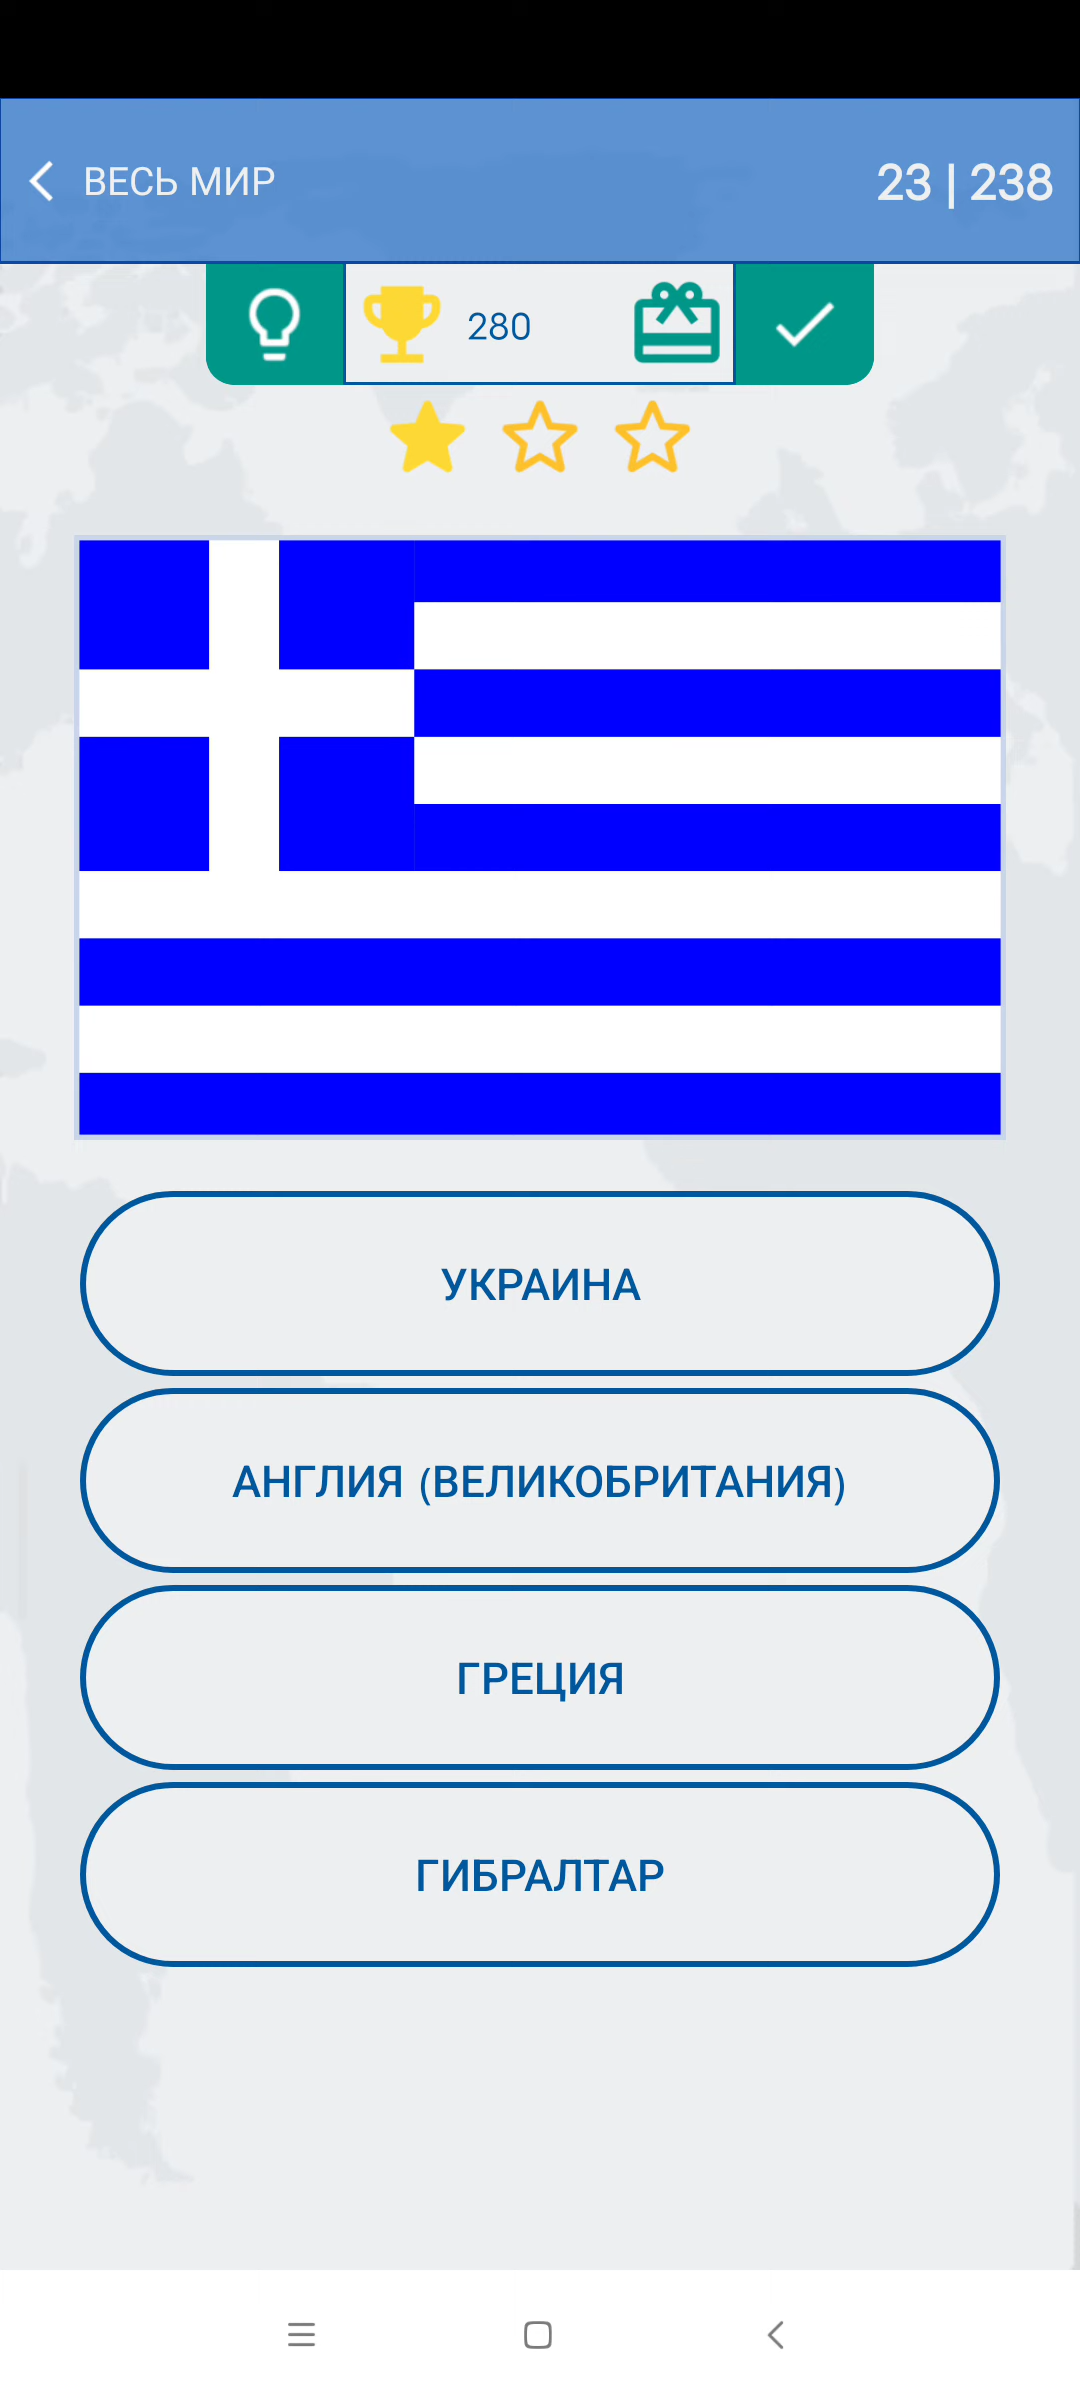 ВЕСЬ МИР
23 | 238
280
УКРАИНА
АНГЛИЯ (ВЕЛИКОБРИТАНИЯ)
ГРЕЦИЯ
ГИБРАЛТАР